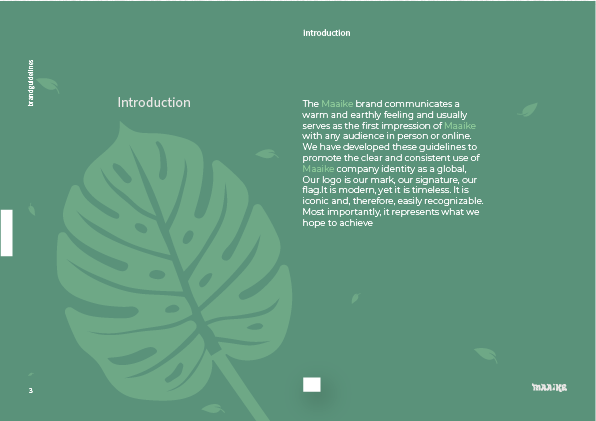 Introduction
brandguidelines
Introduction
The Maaike brand communicates a
warm and earthly feeling and usually
serves as the first impression of Maaike
with any audience in person or online.
We have developed these guidelines to
promote the clear and consistent use of
Maaike company identity as a global,
Our logo is our mark, our signature, our
flag.It is modern, yet it is timeless. It is
iconic and, therefore, easily recognizable.
Most importantly, it represents what we
hope to achieve
3
maaike